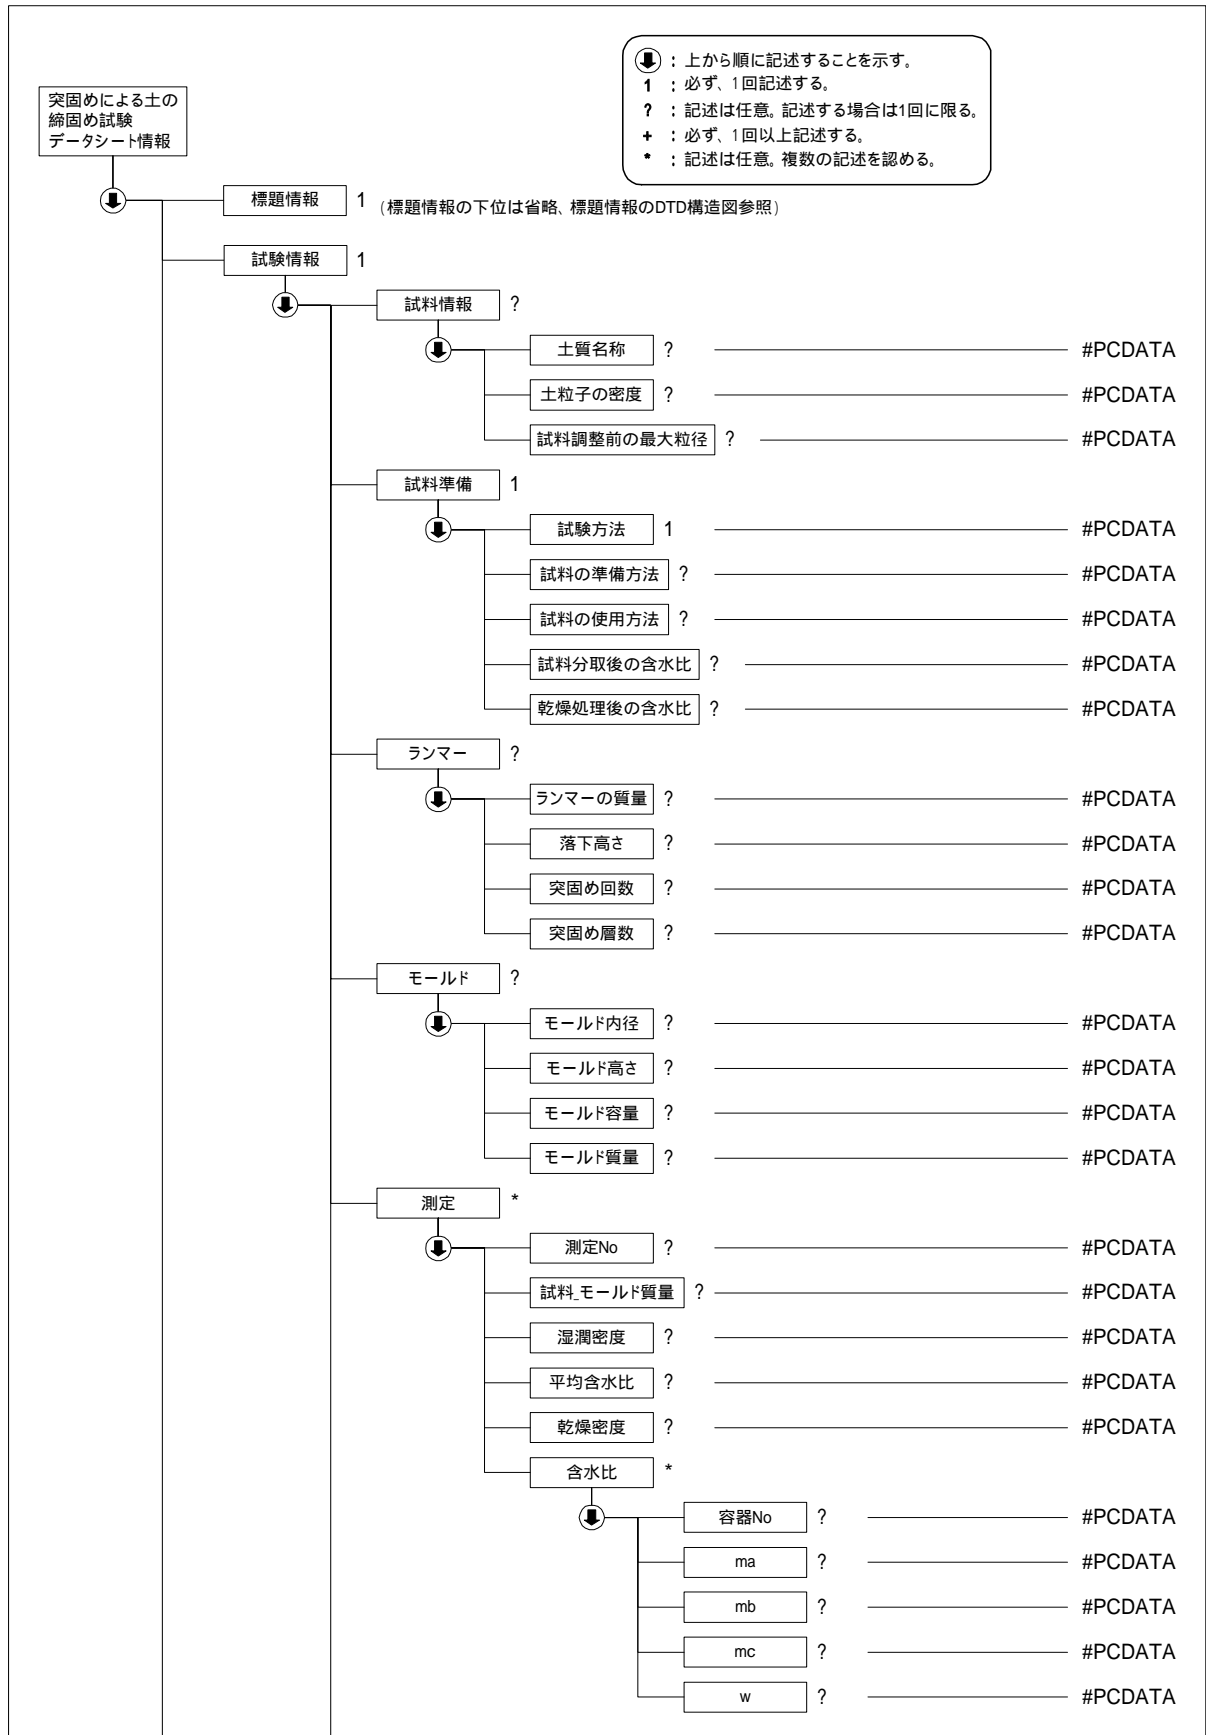 ： 上から順に記述することを示す。
1 ： 必ず、1回記述する。
? ： 記述は任意。記述する場合は1回に限る。
+ ： 必ず、1回以上記述する。
* ： 記述は任意。複数の記述を認める。
突固めによる土の
締固め試験
データシート情報
標題情報 1 (標題情報の下位は省略、標題情報のDTD構造図参照)
試験情報 1
試料情報 ?
土質名称 ? #PCDATA
土粒子の密度 ? #PCDATA
試料調整前の最大粒径 ? #PCDATA
試料準備 1
試験方法 1 #PCDATA
試料の準備方法 ? #PCDATA
試料の使用方法 ? #PCDATA
試料分取後の含水比 ? #PCDATA
乾燥処理後の含水比 ? #PCDATA
ランマー ?
ランマーの質量 ? #PCDATA
落下高さ ? #PCDATA
突固め回数 ? #PCDATA
突固め層数 ? #PCDATA
モールド ?
モールド内径 ? #PCDATA
モールド高さ ? #PCDATA
モールド容量 ? #PCDATA
モールド質量 ? #PCDATA
測定 *
測定No ? #PCDATA
試料_モールド質量 ? #PCDATA
湿潤密度 ? #PCDATA
平均含水比 ? #PCDATA
乾燥密度 ? #PCDATA
含水比 *
容器No ? #PCDATA
ma ? #PCDATA
mb ? #PCDATA
mc ? #PCDATA
w ? #PCDATA